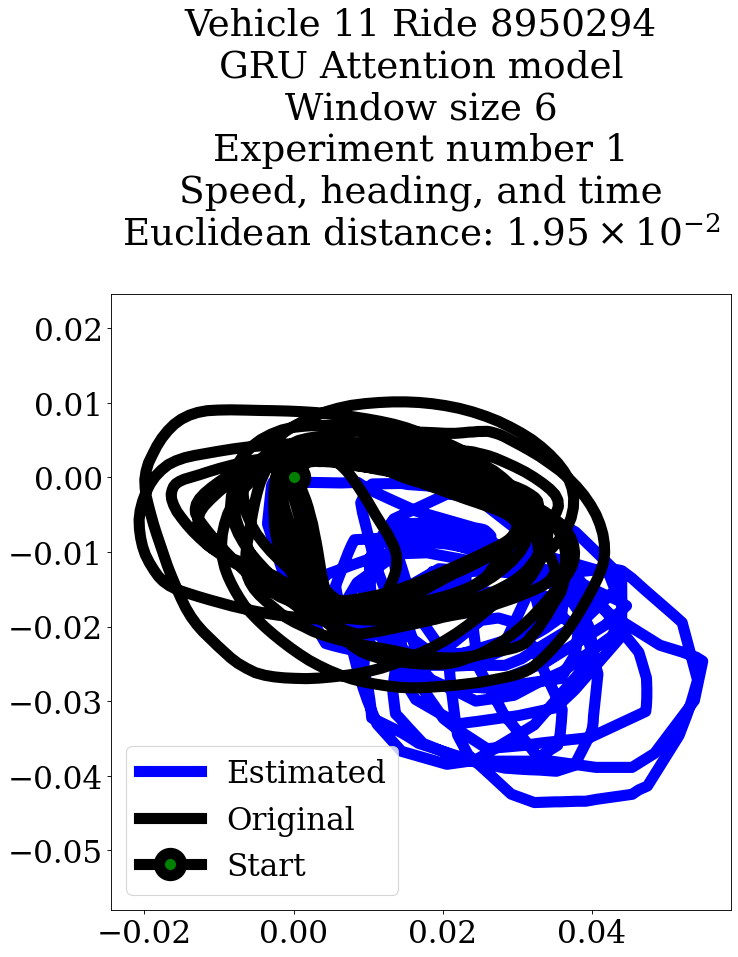 Vehicle 11 Ride 8950294
GRU Attention model
Window size 6
Experiment number 1
Speed, heading, and time
Euclidean distance: 1.95 × 10⁻²
0.02
0.01
0.00
−0.01
−0.02
−0.03
−0.04
−0.05
Estimated
Original
Start
−0.02 0.00 0.02 0.04